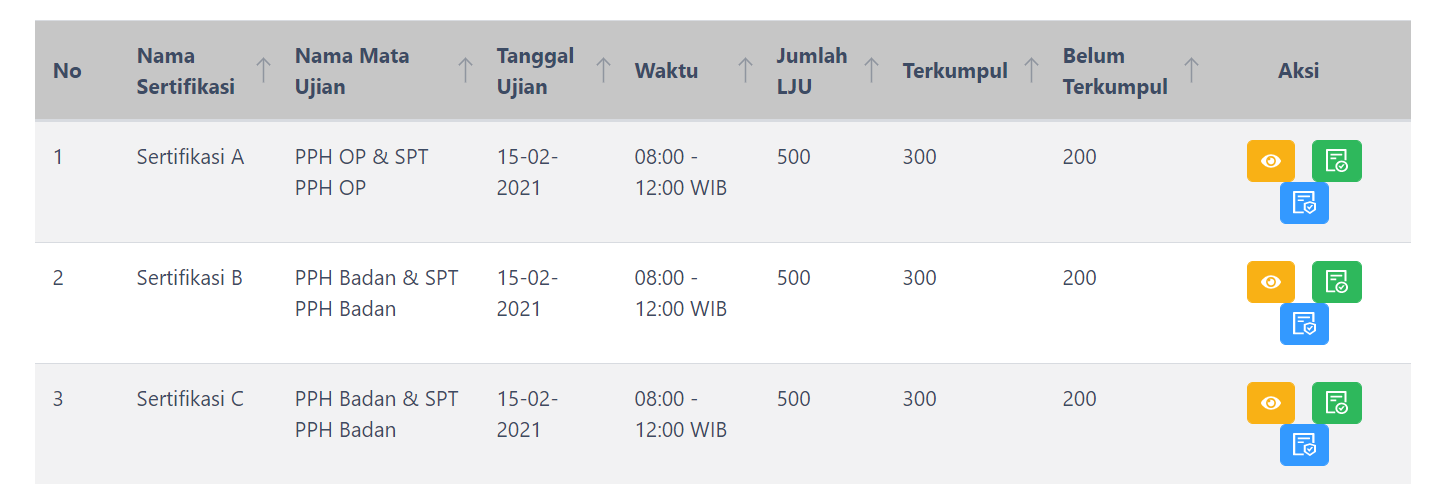 No Nama Sertifikasi Nama Mata Ujian Tanggal Ujian Waktu Jumlah LJU Terkumpul Belum Terkumpul Aksi
1 Sertifikasi A PPH OP & SPT 15-02- 08:00 - 500 300 200
PPH OP 2021 12:00 WIB
2 Sertifikasi B PPH Badan & SPT 15-02- 08:00 - 500 300 200
PPH Badan 2021 12:00 WIB
3 Sertifikasi C PPH Badan & SPT 15-02- 08:00 - 500 300 200
PPH Badan 2021 12:00 WIB